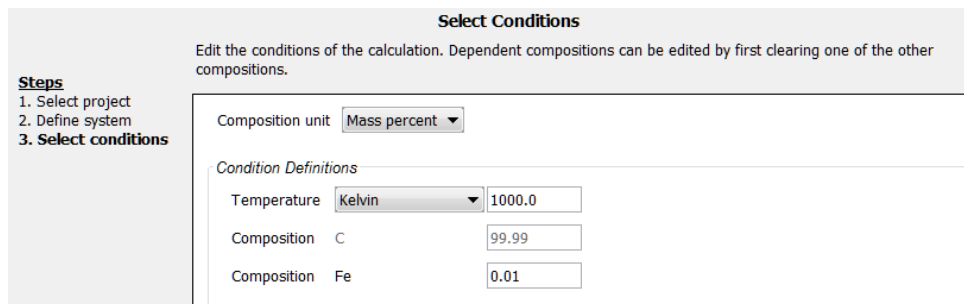 Select Conditions
Edit the conditions of the calculation. Dependent compositions can be edited by first clearing one of the other
compositions.
Steps
1. Select project
2. Define system
3. Select conditions
Composition unit Mass percent
Condition Definitions
Temperature Kelvin 1000.0
Composition C 99.99
Composition Fe 0.01